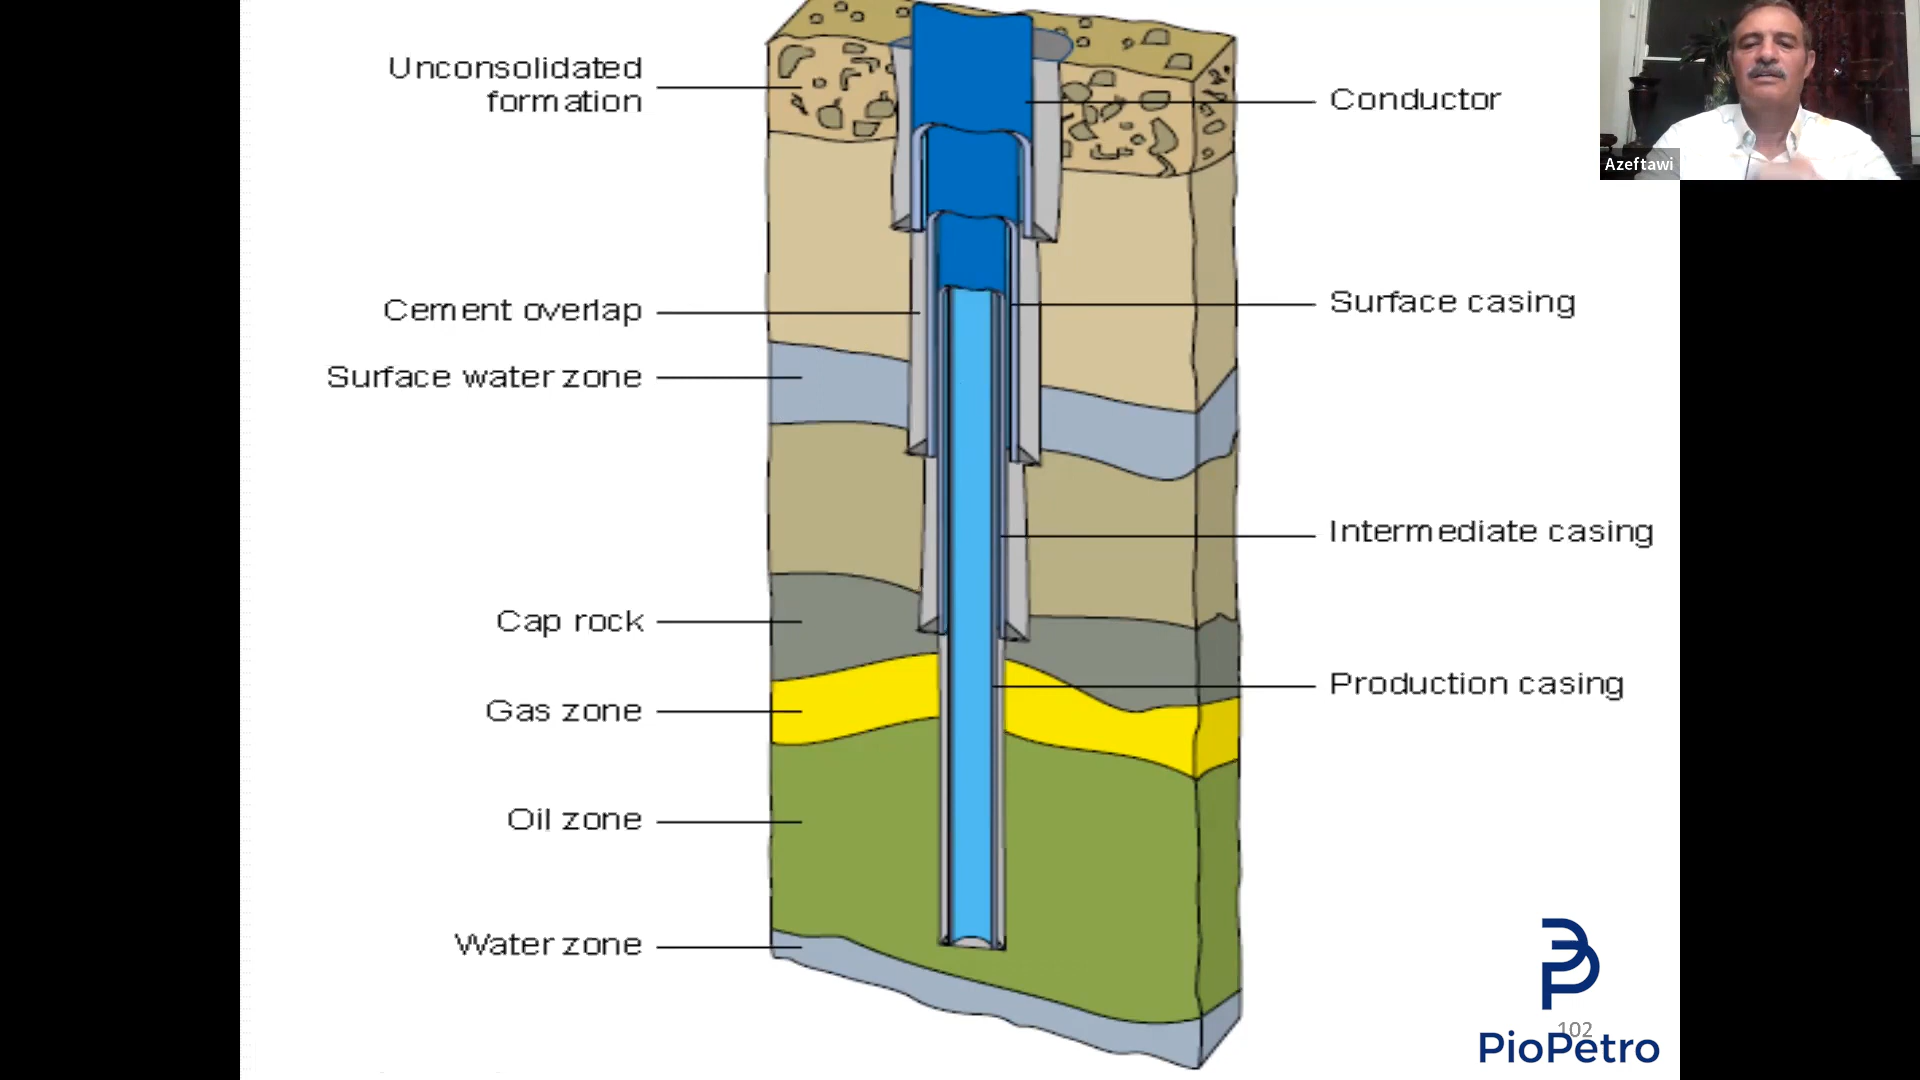 Unconsolidated
formation
Conductor
Azeftawi
Cement overlap
Surface casing
Surface water zone
Intermediate casing
Cap rock
Production casing
Gas zone
Oil zone
Water zone
102
PioPetro